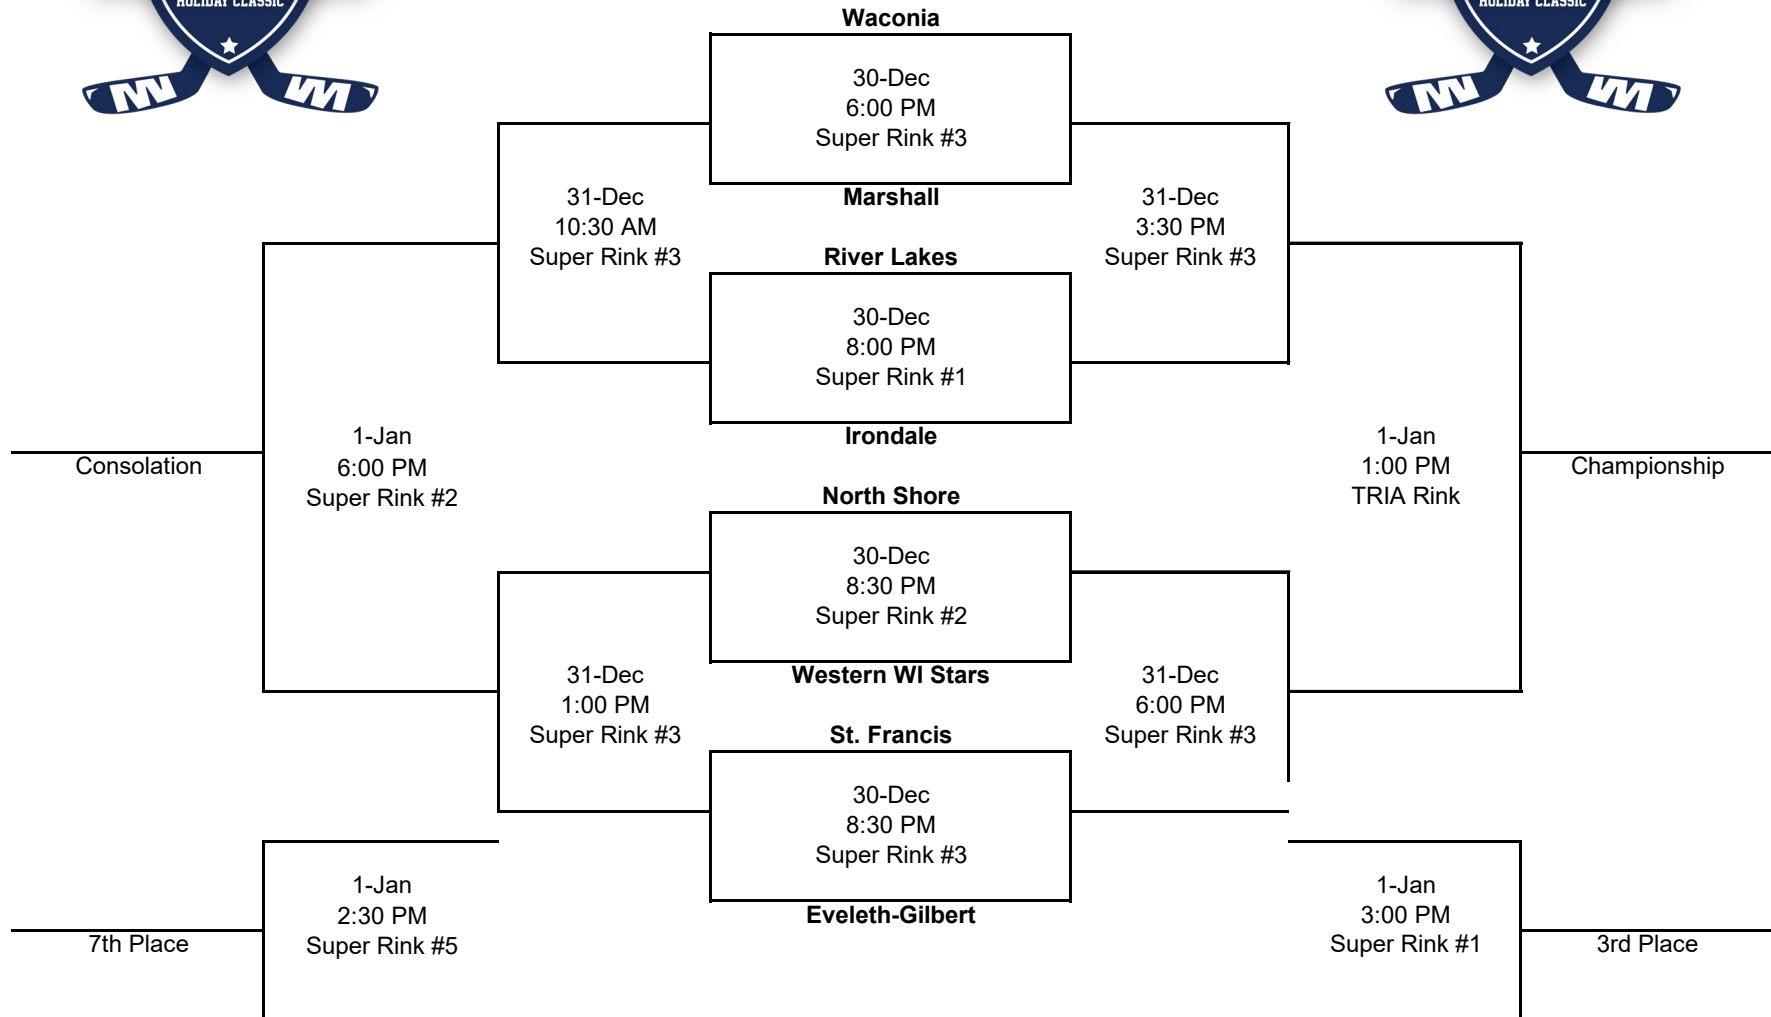 HOLIDAY CLASSIC
HOLIDAY CLASSIC
Waconia
30-Dec
6:00 PM
Super Rink #3
Marshall
31-Dec
10:30 AM
Super Rink #3
31-Dec
3:30 PM
Super Rink #3
River Lakes
30-Dec
8:00 PM
Super Rink #1
Irondale
1-Jan
6:00 PM
Super Rink #2
Consolation
1-Jan
1:00 PM
TRIA Rink
Championship
North Shore
30-Dec
8:30 PM
Super Rink #2
Western WI Stars
31-Dec
1:00 PM
Super Rink #3
31-Dec
6:00 PM
Super Rink #3
St. Francis
30-Dec
8:30 PM
Super Rink #3
Eveleth-Gilbert
1-Jan
2:30 PM
Super Rink #5
7th Place
1-Jan
3:00 PM
Super Rink #1
3rd Place